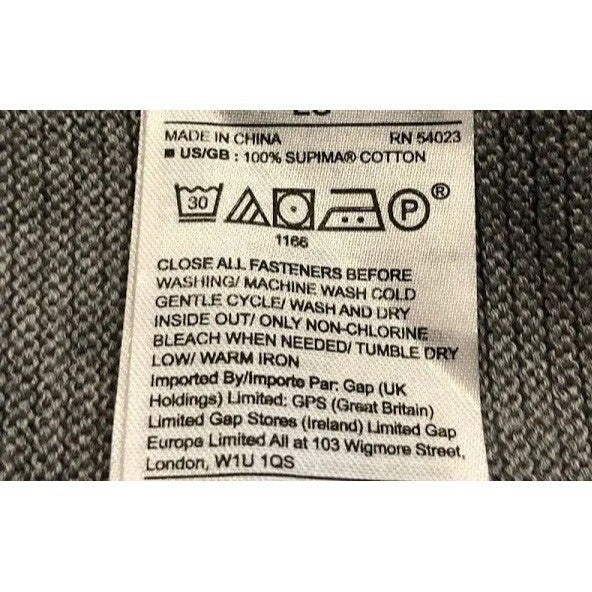 MADE IN CHINA RN 54023
■ US/GB : 100% SUPIMA® COTTON
30 P ®
1166
CLOSE ALL FASTENERS BEFORE
WASHING/ MACHINE WASH COLD
GENTLE CYCLE/ WASH AND DRY
INSIDE OUT/ ONLY NON-CHLORINE
BLEACH WHEN NEEDED/ TUMBLE DRY
LOW/ WARM IRON
Imported By/Importe Par: Gap (UK
Holdings) Limited: GPS (Great Britain)
Limited Gap Stores (Ireland) Limited Gap
Europe Limited All at 103 Wigmore Street,
London, W1U 1QS